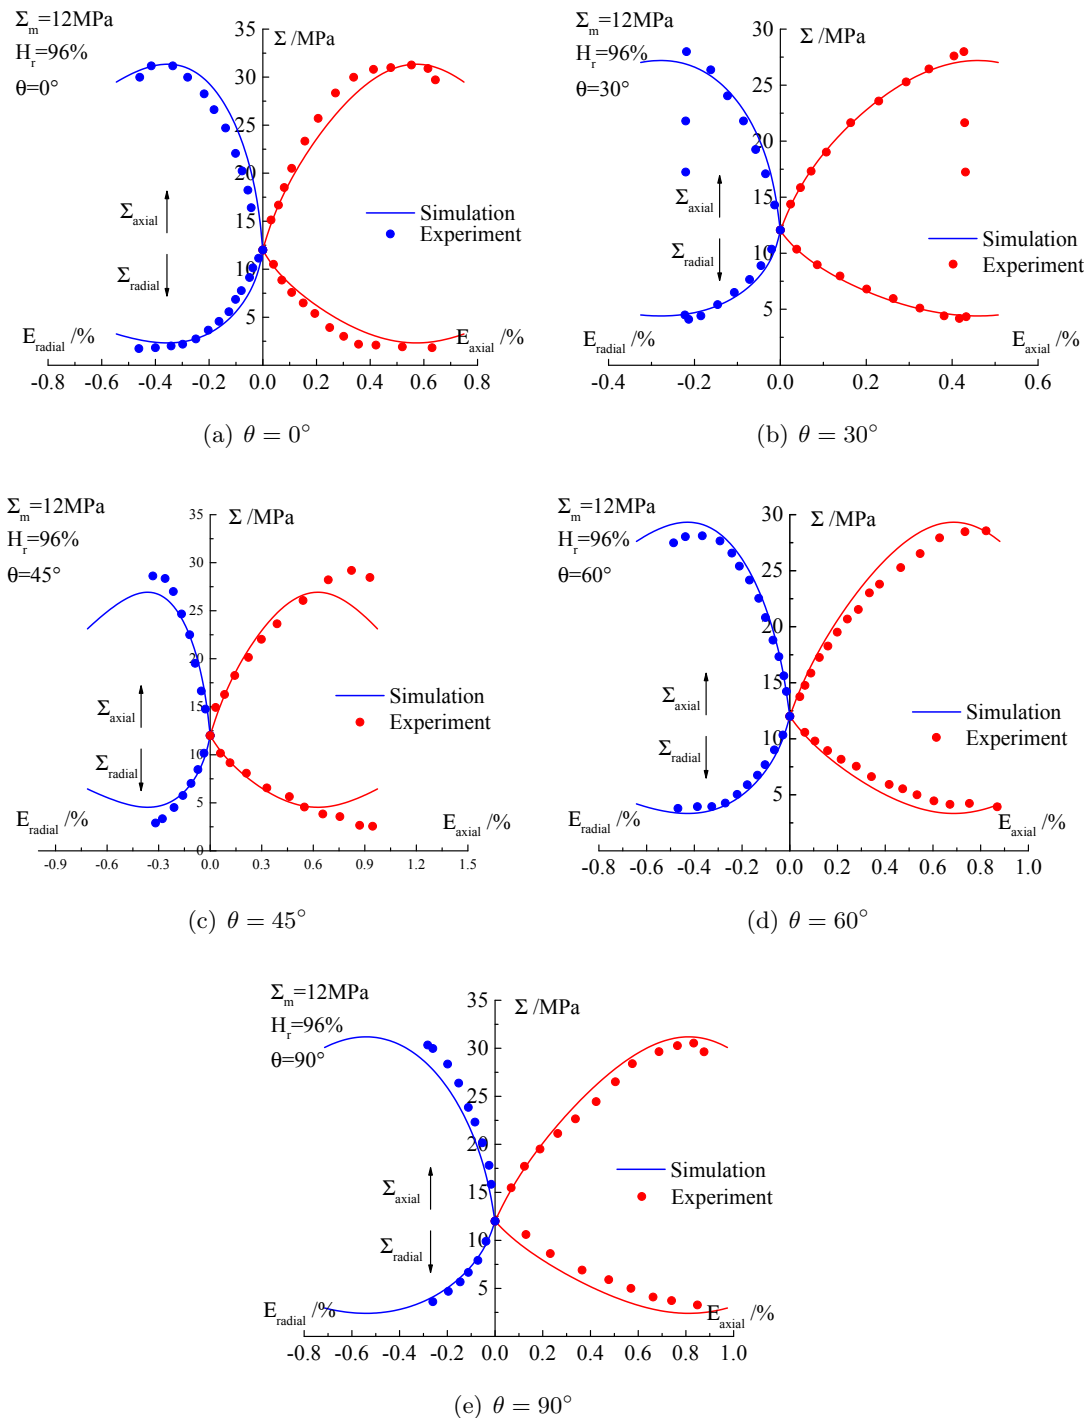 Σm=12MPa
Hr=96%
θ=0°
Σ /MPa
35
30
25
20
15
10
5
0
Σaxial
Σradial
Simulation
Experiment
Eradial /%
Eaxial /%
-0.8 -0.6 -0.4 -0.2 0.0 0.2 0.4 0.6 0.8
(a) θ = 0°
Σm=12MPa
Hr=96%
θ=30°
Σ /MPa
30
25
20
15
10
5
Σaxial
Σradial
Simulation
Experiment
Eradial /%
Eaxial /%
-0.4 -0.2 0.0 0.2 0.4 0.6
(b) θ = 30°
Σm=12MPa
Hr=96%
θ=45°
Σ /MPa
35
30
25
20
15
10
5
0
Σaxial
Σradial
Simulation
Experiment
Eradial /%
Eaxial /%
-0.9 -0.6 -0.3 0.0 0.3 0.6 0.9 1.2 1.5
(c) θ = 45°
Σm=12MPa
Hr=96%
θ=60°
Σ /MPa
30
25
20
15
10
5
Σaxial
Σradial
Simulation
Experiment
Eradial /%
Eaxial /%
-0.8 -0.6 -0.4 -0.2 0.0 0.2 0.4 0.6 0.8 1.0
(d) θ = 60°
Σm=12MPa
Hr=96%
θ=90°
Σ /MPa
35
30
25
20
15
10
5
Σaxial
Σradial
Simulation
Experiment
Eradial /%
Eaxial /%
-0.8 -0.6 -0.4 -0.2 0.0 0.2 0.4 0.6 0.8 1.0
(e) θ = 90°